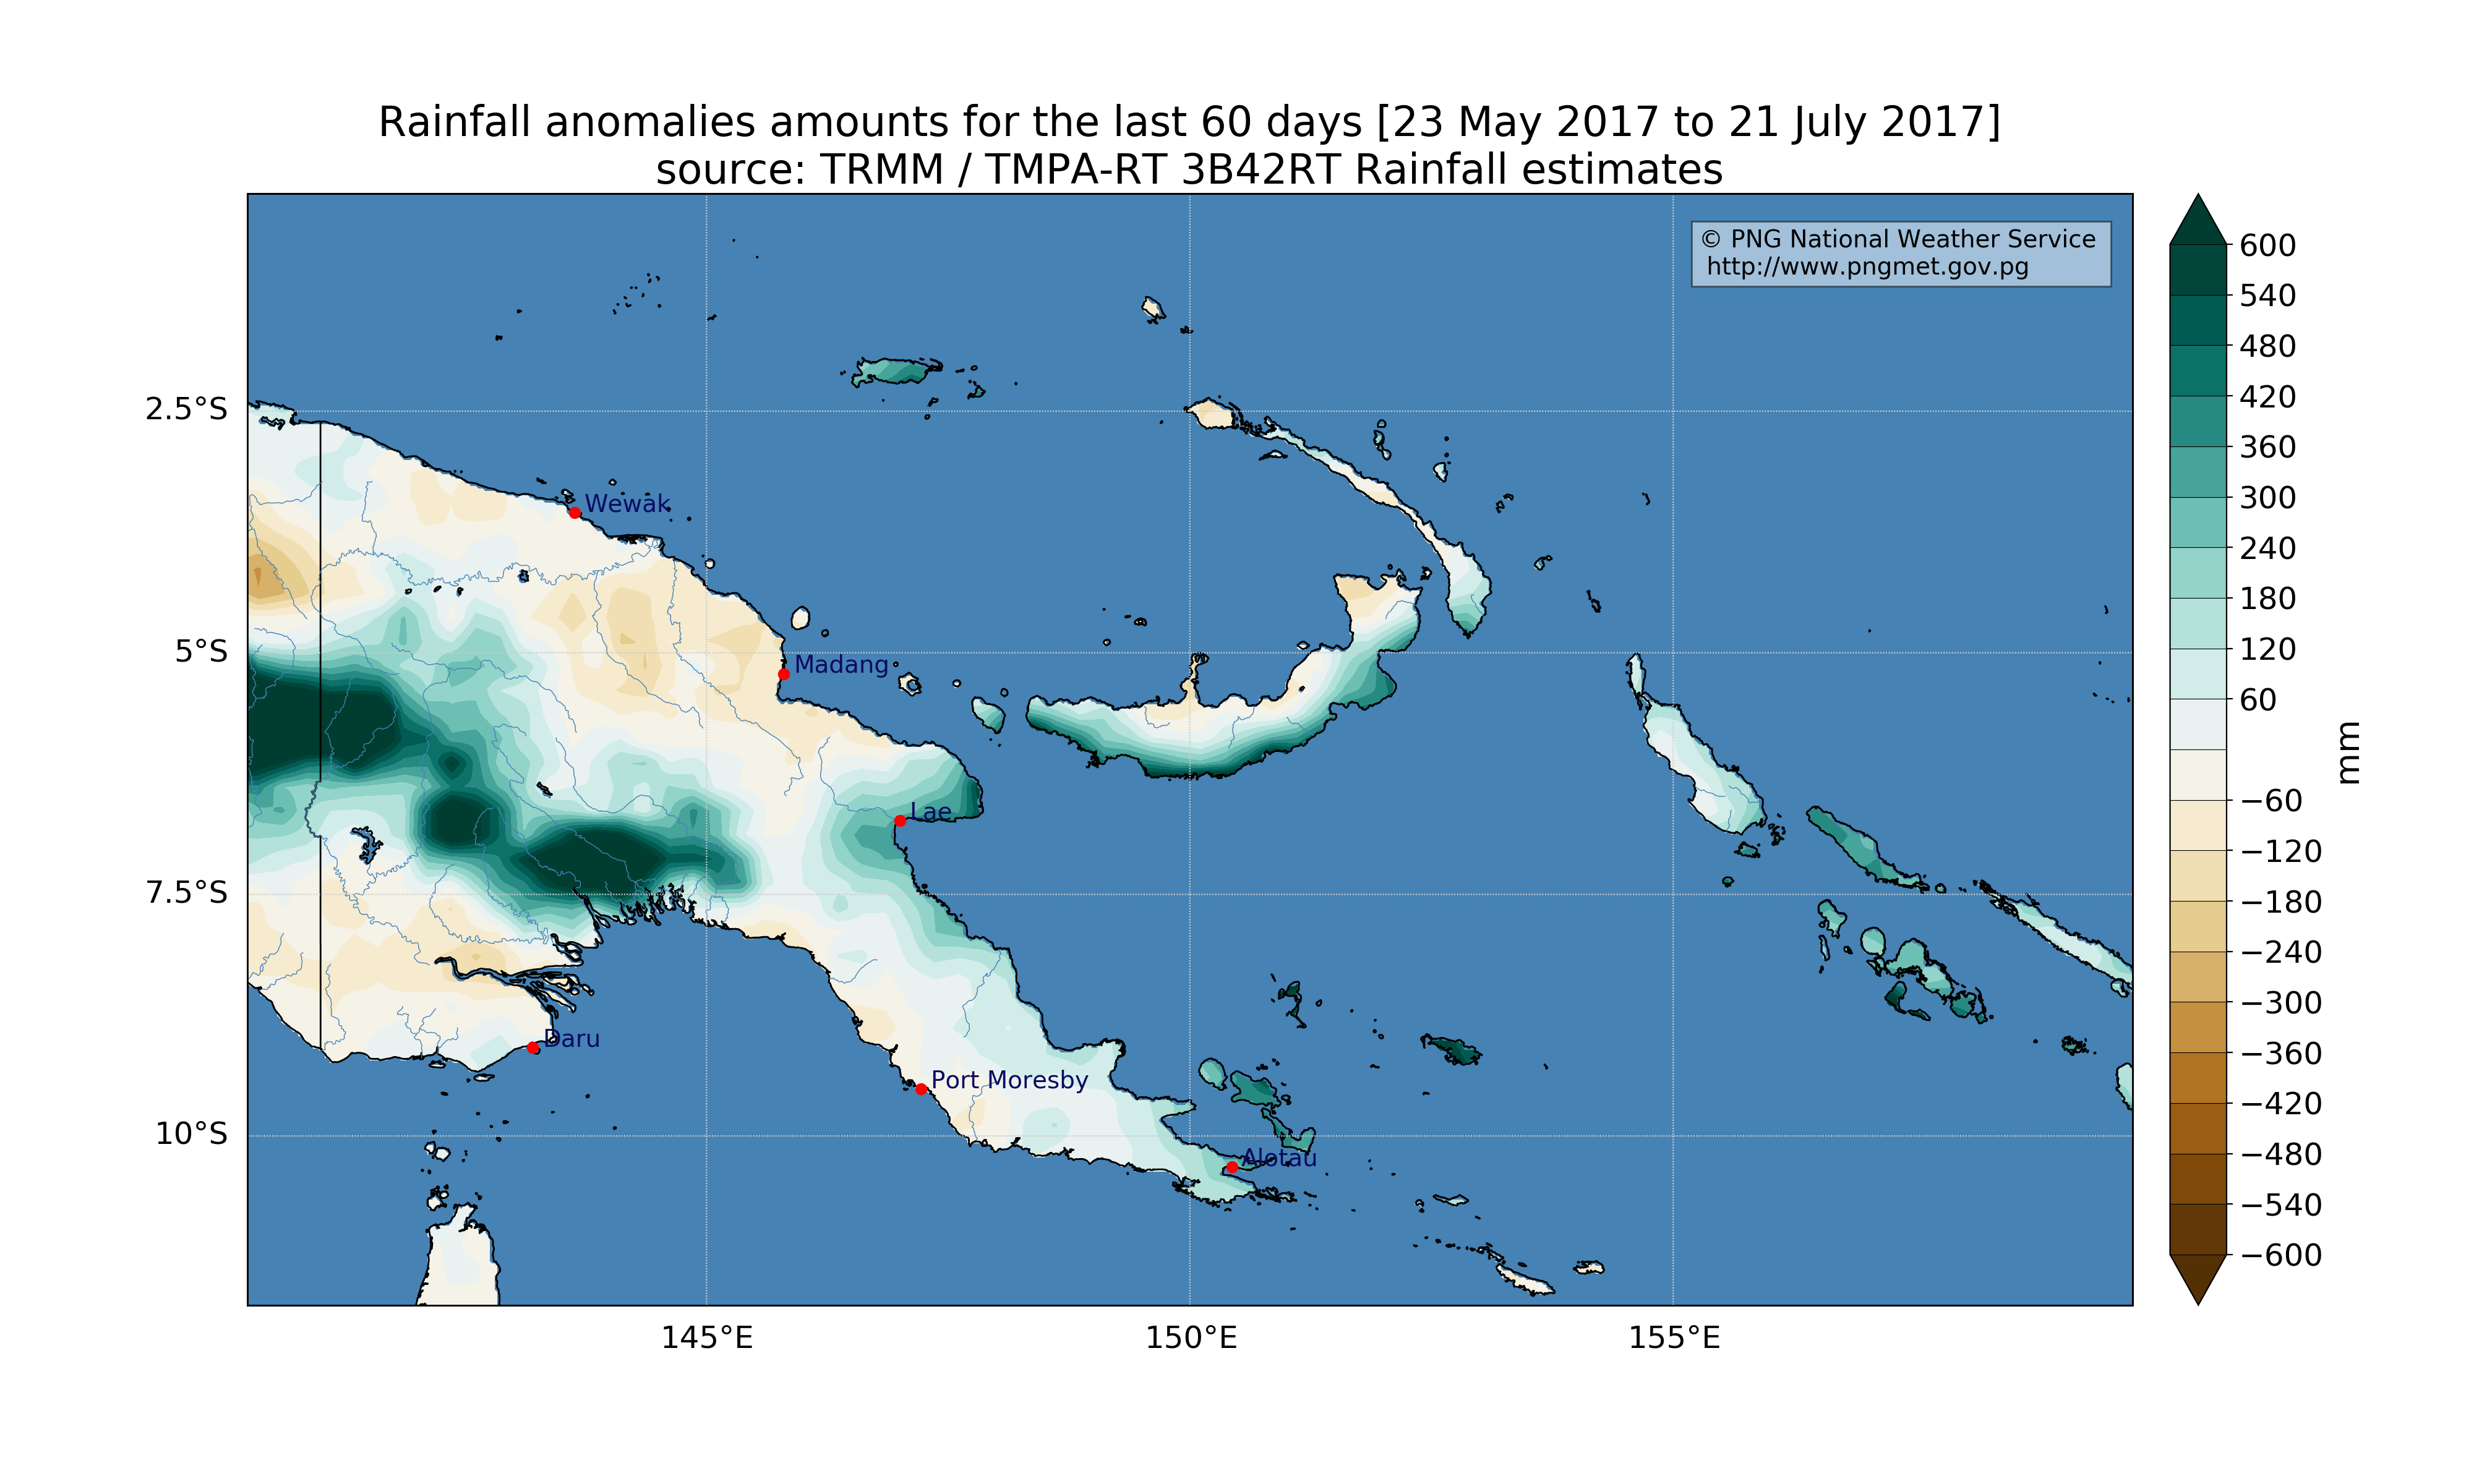 Rainfall anomalies amounts for the last 60 days [23 May 2017 to 21 July 2017]
source: TRMM / TMPA-RT 3B42RT Rainfall estimates
© PNG National Weather Service
http://www.pngmet.gov.pg
2.5°S
5°S
7.5°S
10°S
Wewak
Madang
Lae
Daru
Port Moresby
Alotau
145°E
150°E
155°E
600
540
480
420
360
300
240
180
120
60
−60
−120
−180
−240
−300
−360
−420
−480
−540
−600
mm